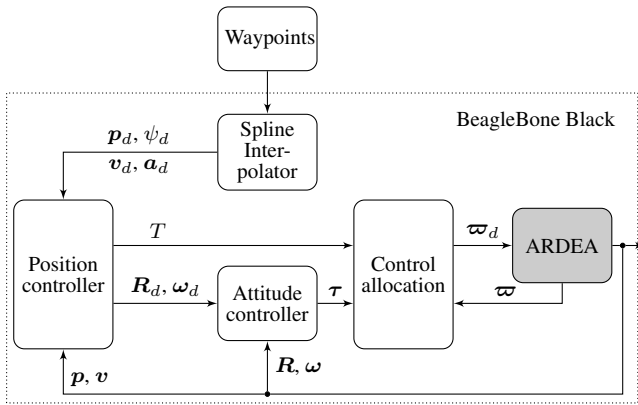 Waypoints
BeagleBone Black
Spline
Inter-
polator
𝒑_d, ψ_d
𝒗_d, 𝒂_d
Position
controller
T
Control
allocation
ϖ_d
ARDEA
𝑹_d, 𝝎_d
Attitude
controller
𝝉
ϖ
𝒑, 𝒗
𝑹, 𝝎